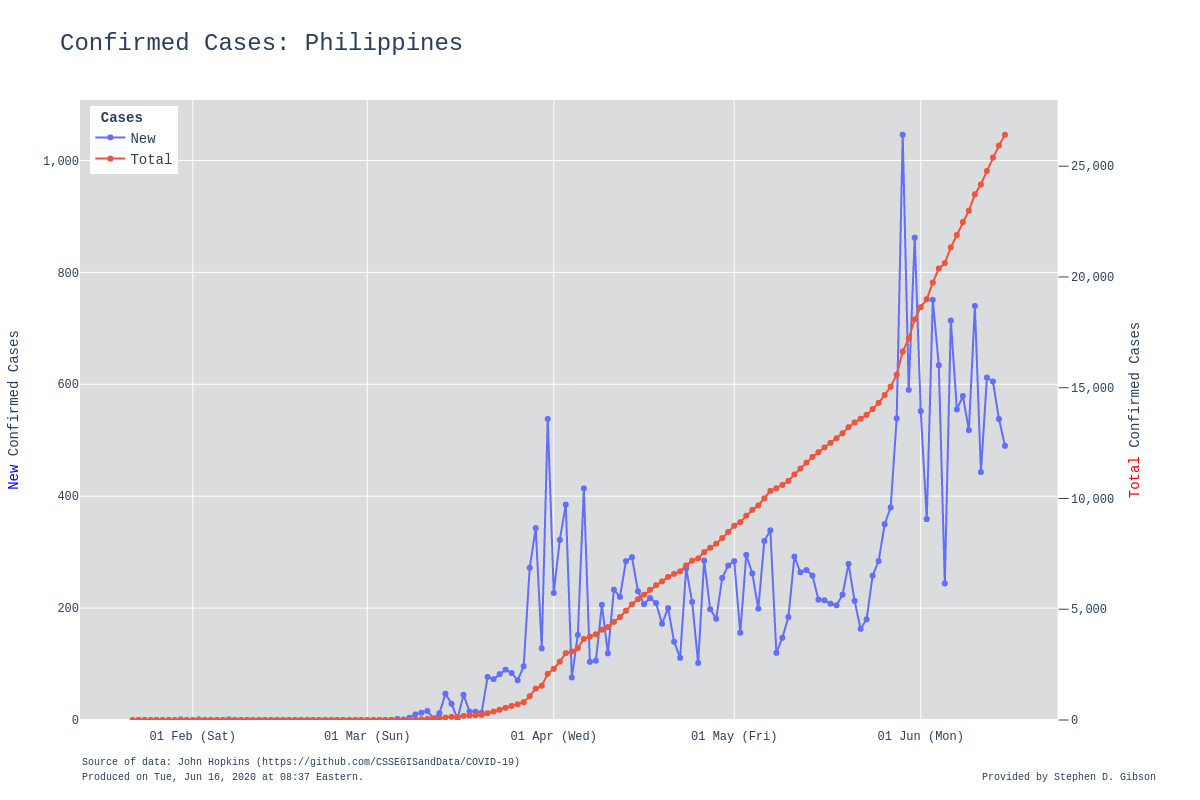 Confirmed Cases: Philippines
Cases
New
Total
1,000
800
600
400
200
0
25,000
20,000
15,000
10,000
5,000
0
New Confirmed Cases
Total Confirmed Cases
01 Feb (Sat)
01 Mar (Sun)
01 Apr (Wed)
01 May (Fri)
01 Jun (Mon)
Source of data: John Hopkins (https://github.com/CSSEGISandData/COVID-19)
Produced on Tue, Jun 16, 2020 at 08:37 Eastern.
Provided by Stephen D. Gibson